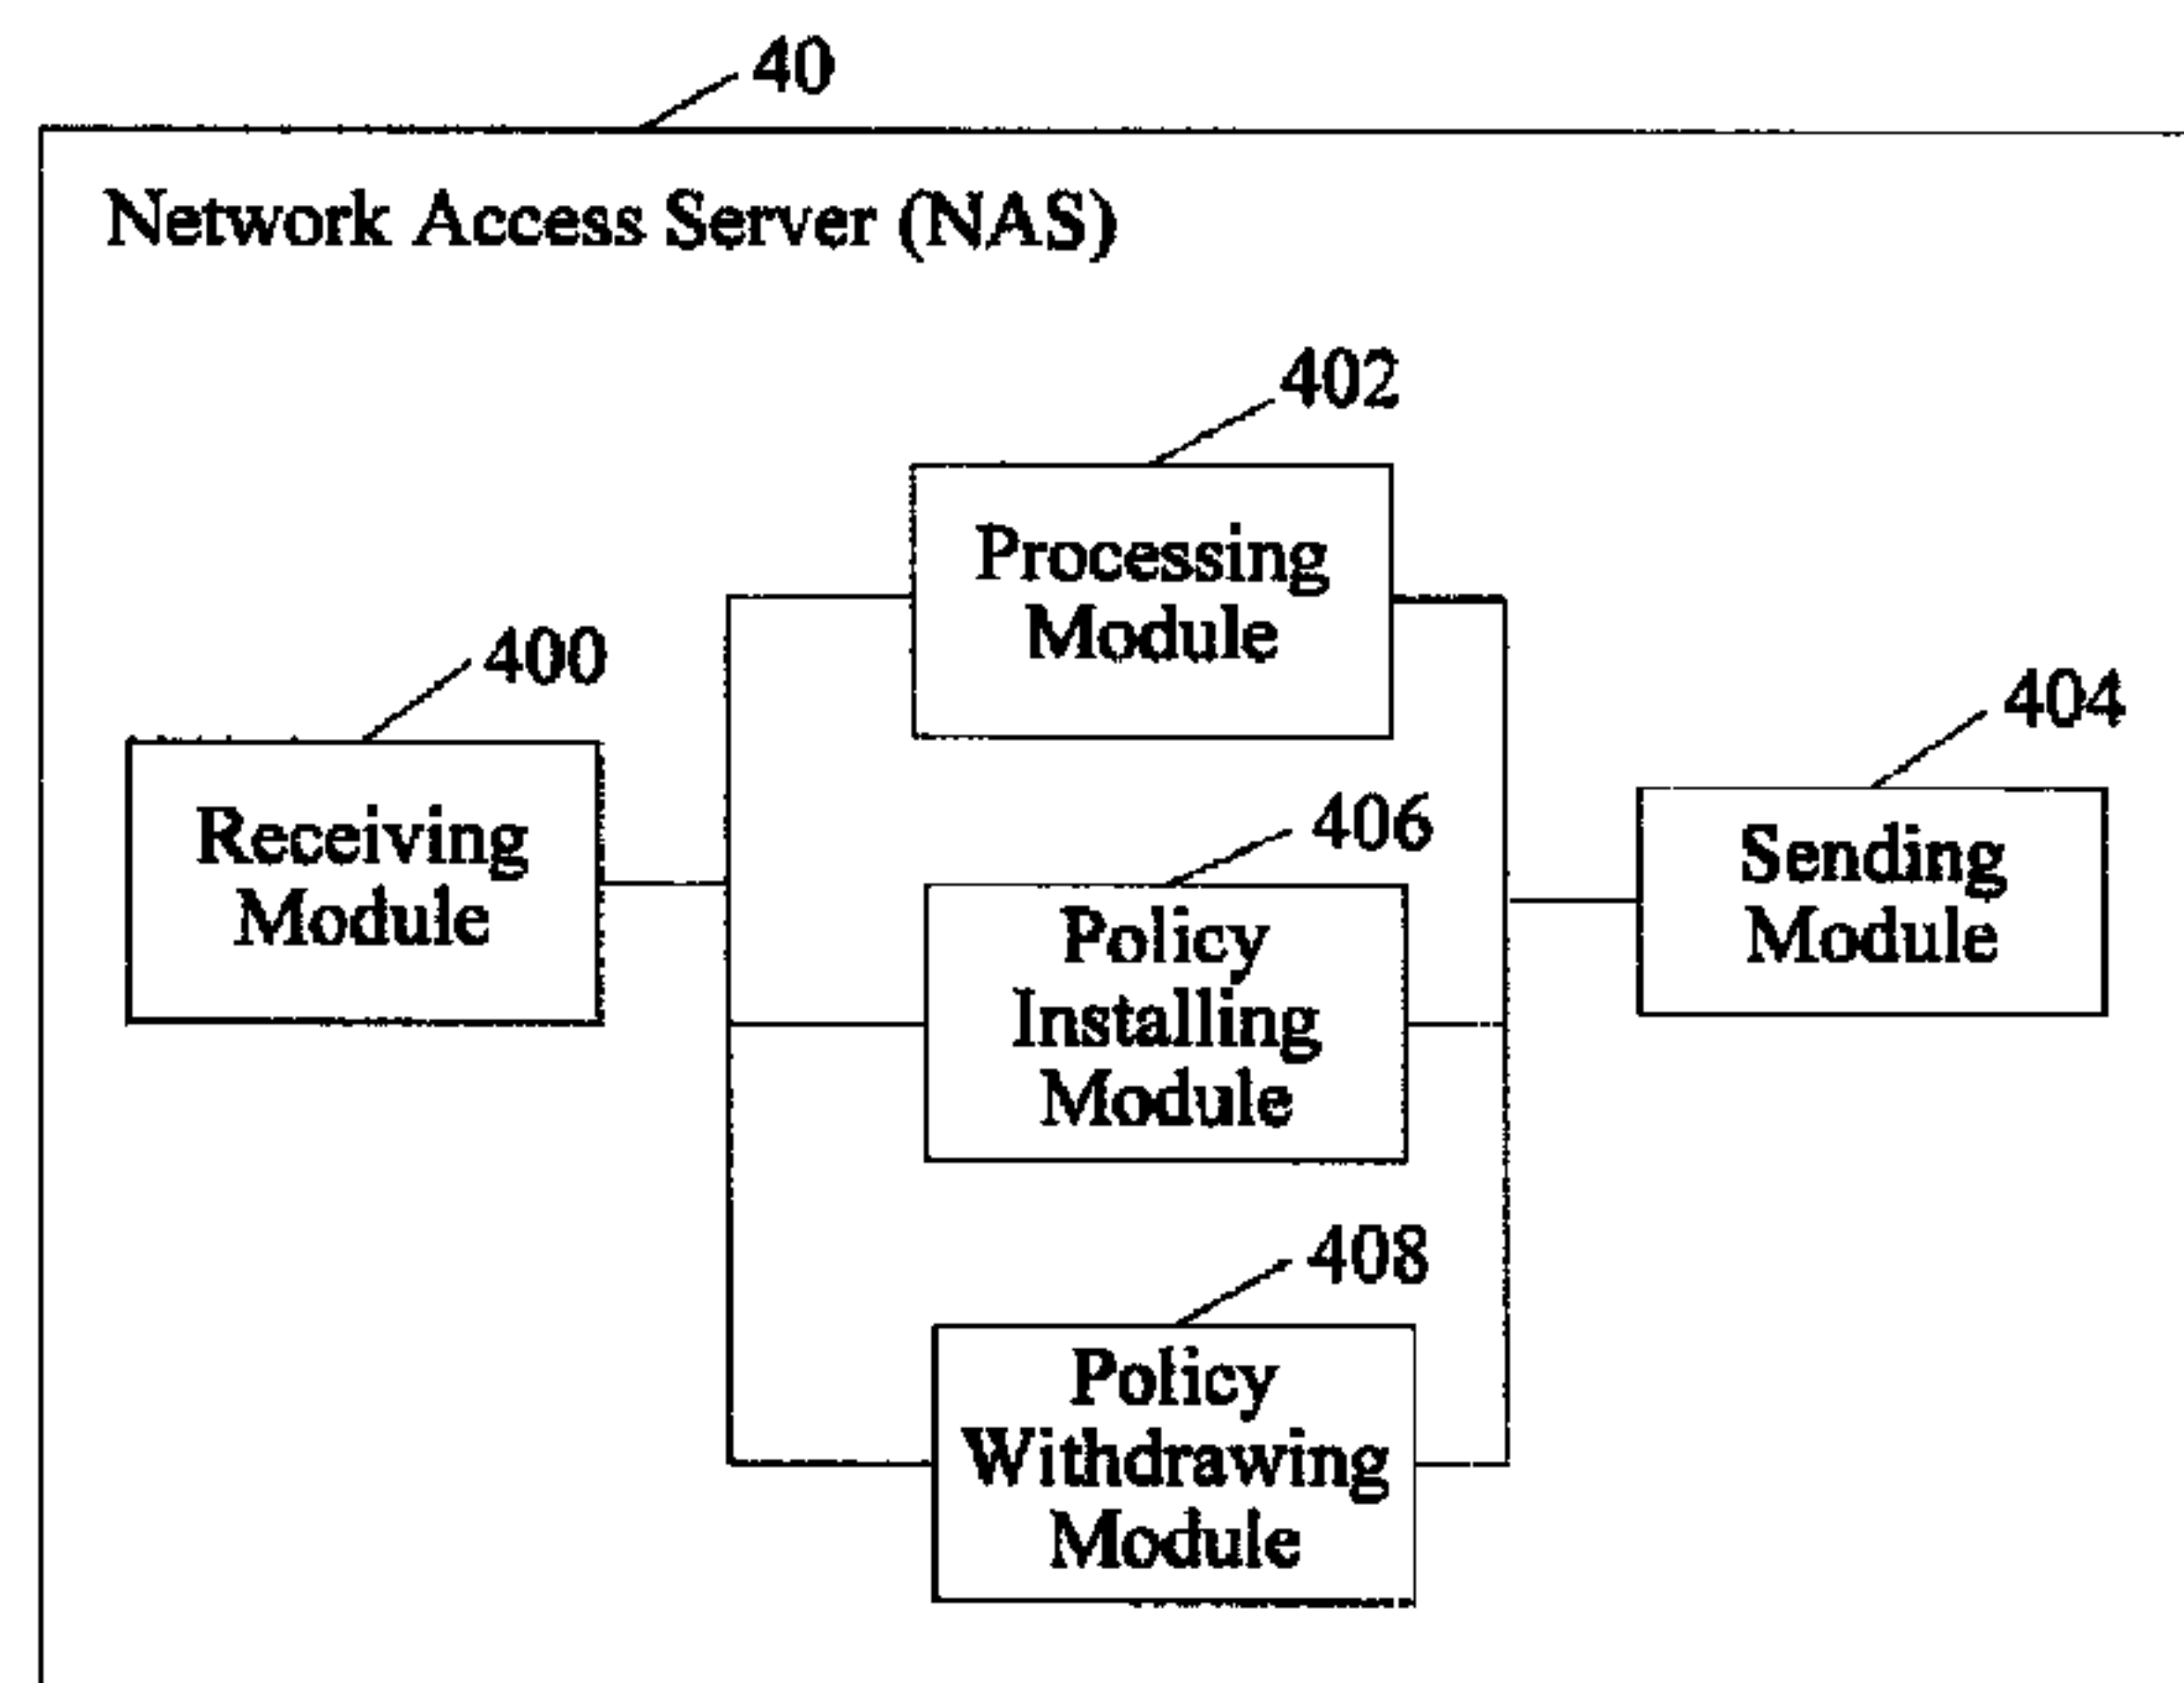 40
Network Access Server (NAS)
402
Processing
Module
400
Receiving
Module
404
Sending
Module
406
Policy
Installing
Module
408
Policy
Withdrawing
Module